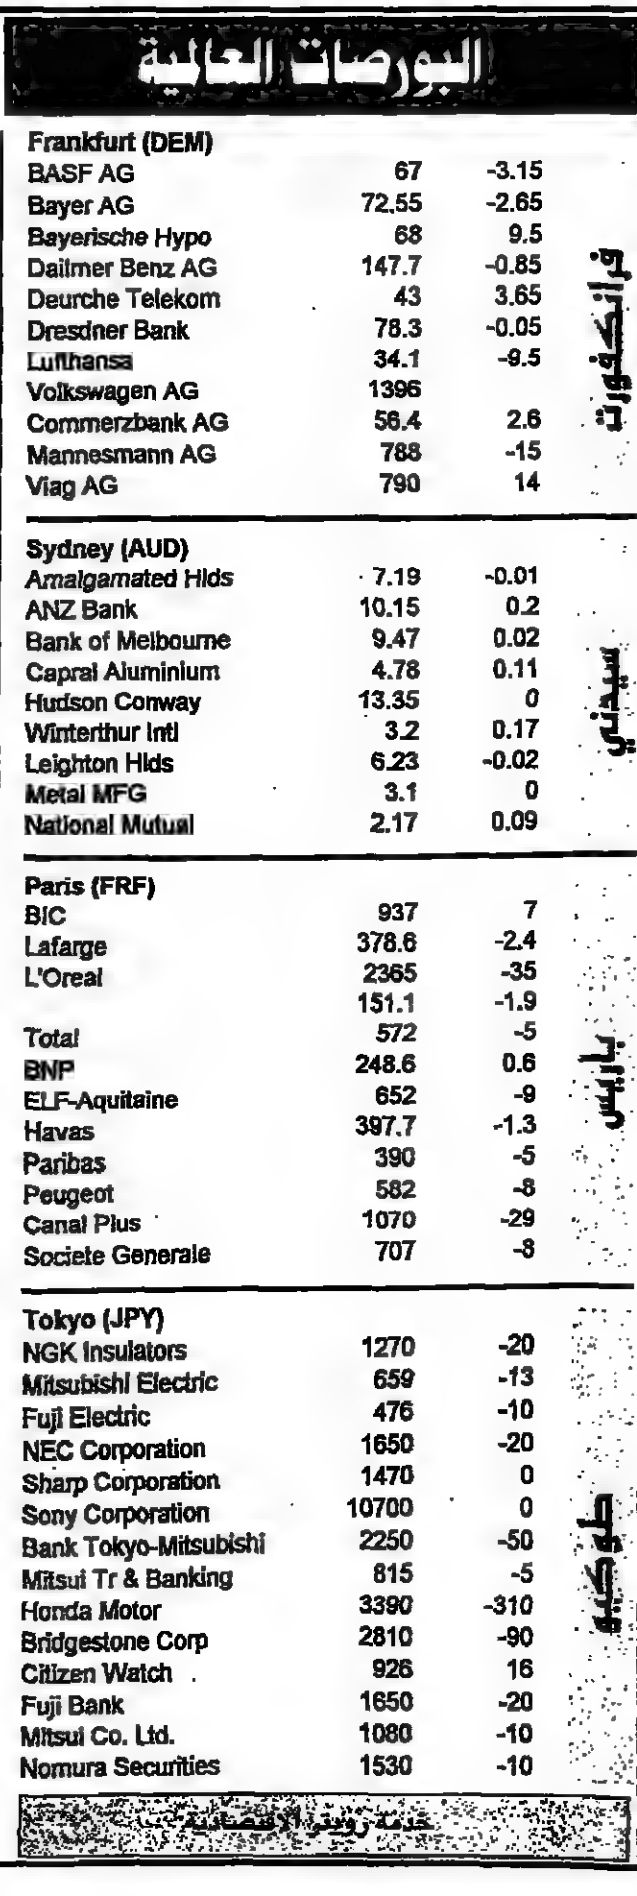 البورصات العالمية
Frankfurt (DEM)
BASF AG 67 -3.15
Bayer AG 72.55 -2.65
Bayerische Hypo 68 9.5
Dailmer Benz AG 147.7 -0.85
Deurche Telekom 43 3.65
Dresdner Bank 78.3 -0.05
Lufthansa 34.1 -9.5
Volkswagen AG 1396
Commerzbank AG 56.4 2.6
Mannesmann AG 788 -15
Viag AG 790 14
فرانكفورت
Sydney (AUD)
Amalgamated Hlds 7.19 -0.01
ANZ Bank 10.15 0.2
Bank of Melbourne 9.47 0.02
Capral Aluminium 4.78 0.11
Hudson Conway 13.35 0
Winterthur Intl 3.2 0.17
Leighton Hlds 6.23 -0.02
Metal MFG 3.1 0
National Mutual 2.17 0.09
سيدني
Paris (FRF)
BIC 937 7
Lafarge 378.6 -2.4
L'Oreal 2365 -35
151.1 -1.9
Total 572 -5
BNP 248.6 0.6
ELF-Aquitaine 652 -9
Havas 397.7 -1.3
Paribas 390 -5
Peugeot 582 -8
Canal Plus 1070 -29
Societe Generale 707 -8
باريس
Tokyo (JPY)
NGK Insulators 1270 -20
Mitsubishi Electric 659 -13
Fuji Electric 476 -10
NEC Corporation 1650 -20
Sharp Corporation 1470 0
Sony Corporation 10700 0
Bank Tokyo-Mitsubishi 2250 -50
Mitsui Tr & Banking 815 -5
Honda Motor 3390 -310
Bridgestone Corp 2810 -90
Citizen Watch 926 16
Fuji Bank 1650 -20
Mitsui Co. Ltd. 1080 -10
Nomura Securities 1530 -10
طوكيو
خدمة رويتر الاقتصادية